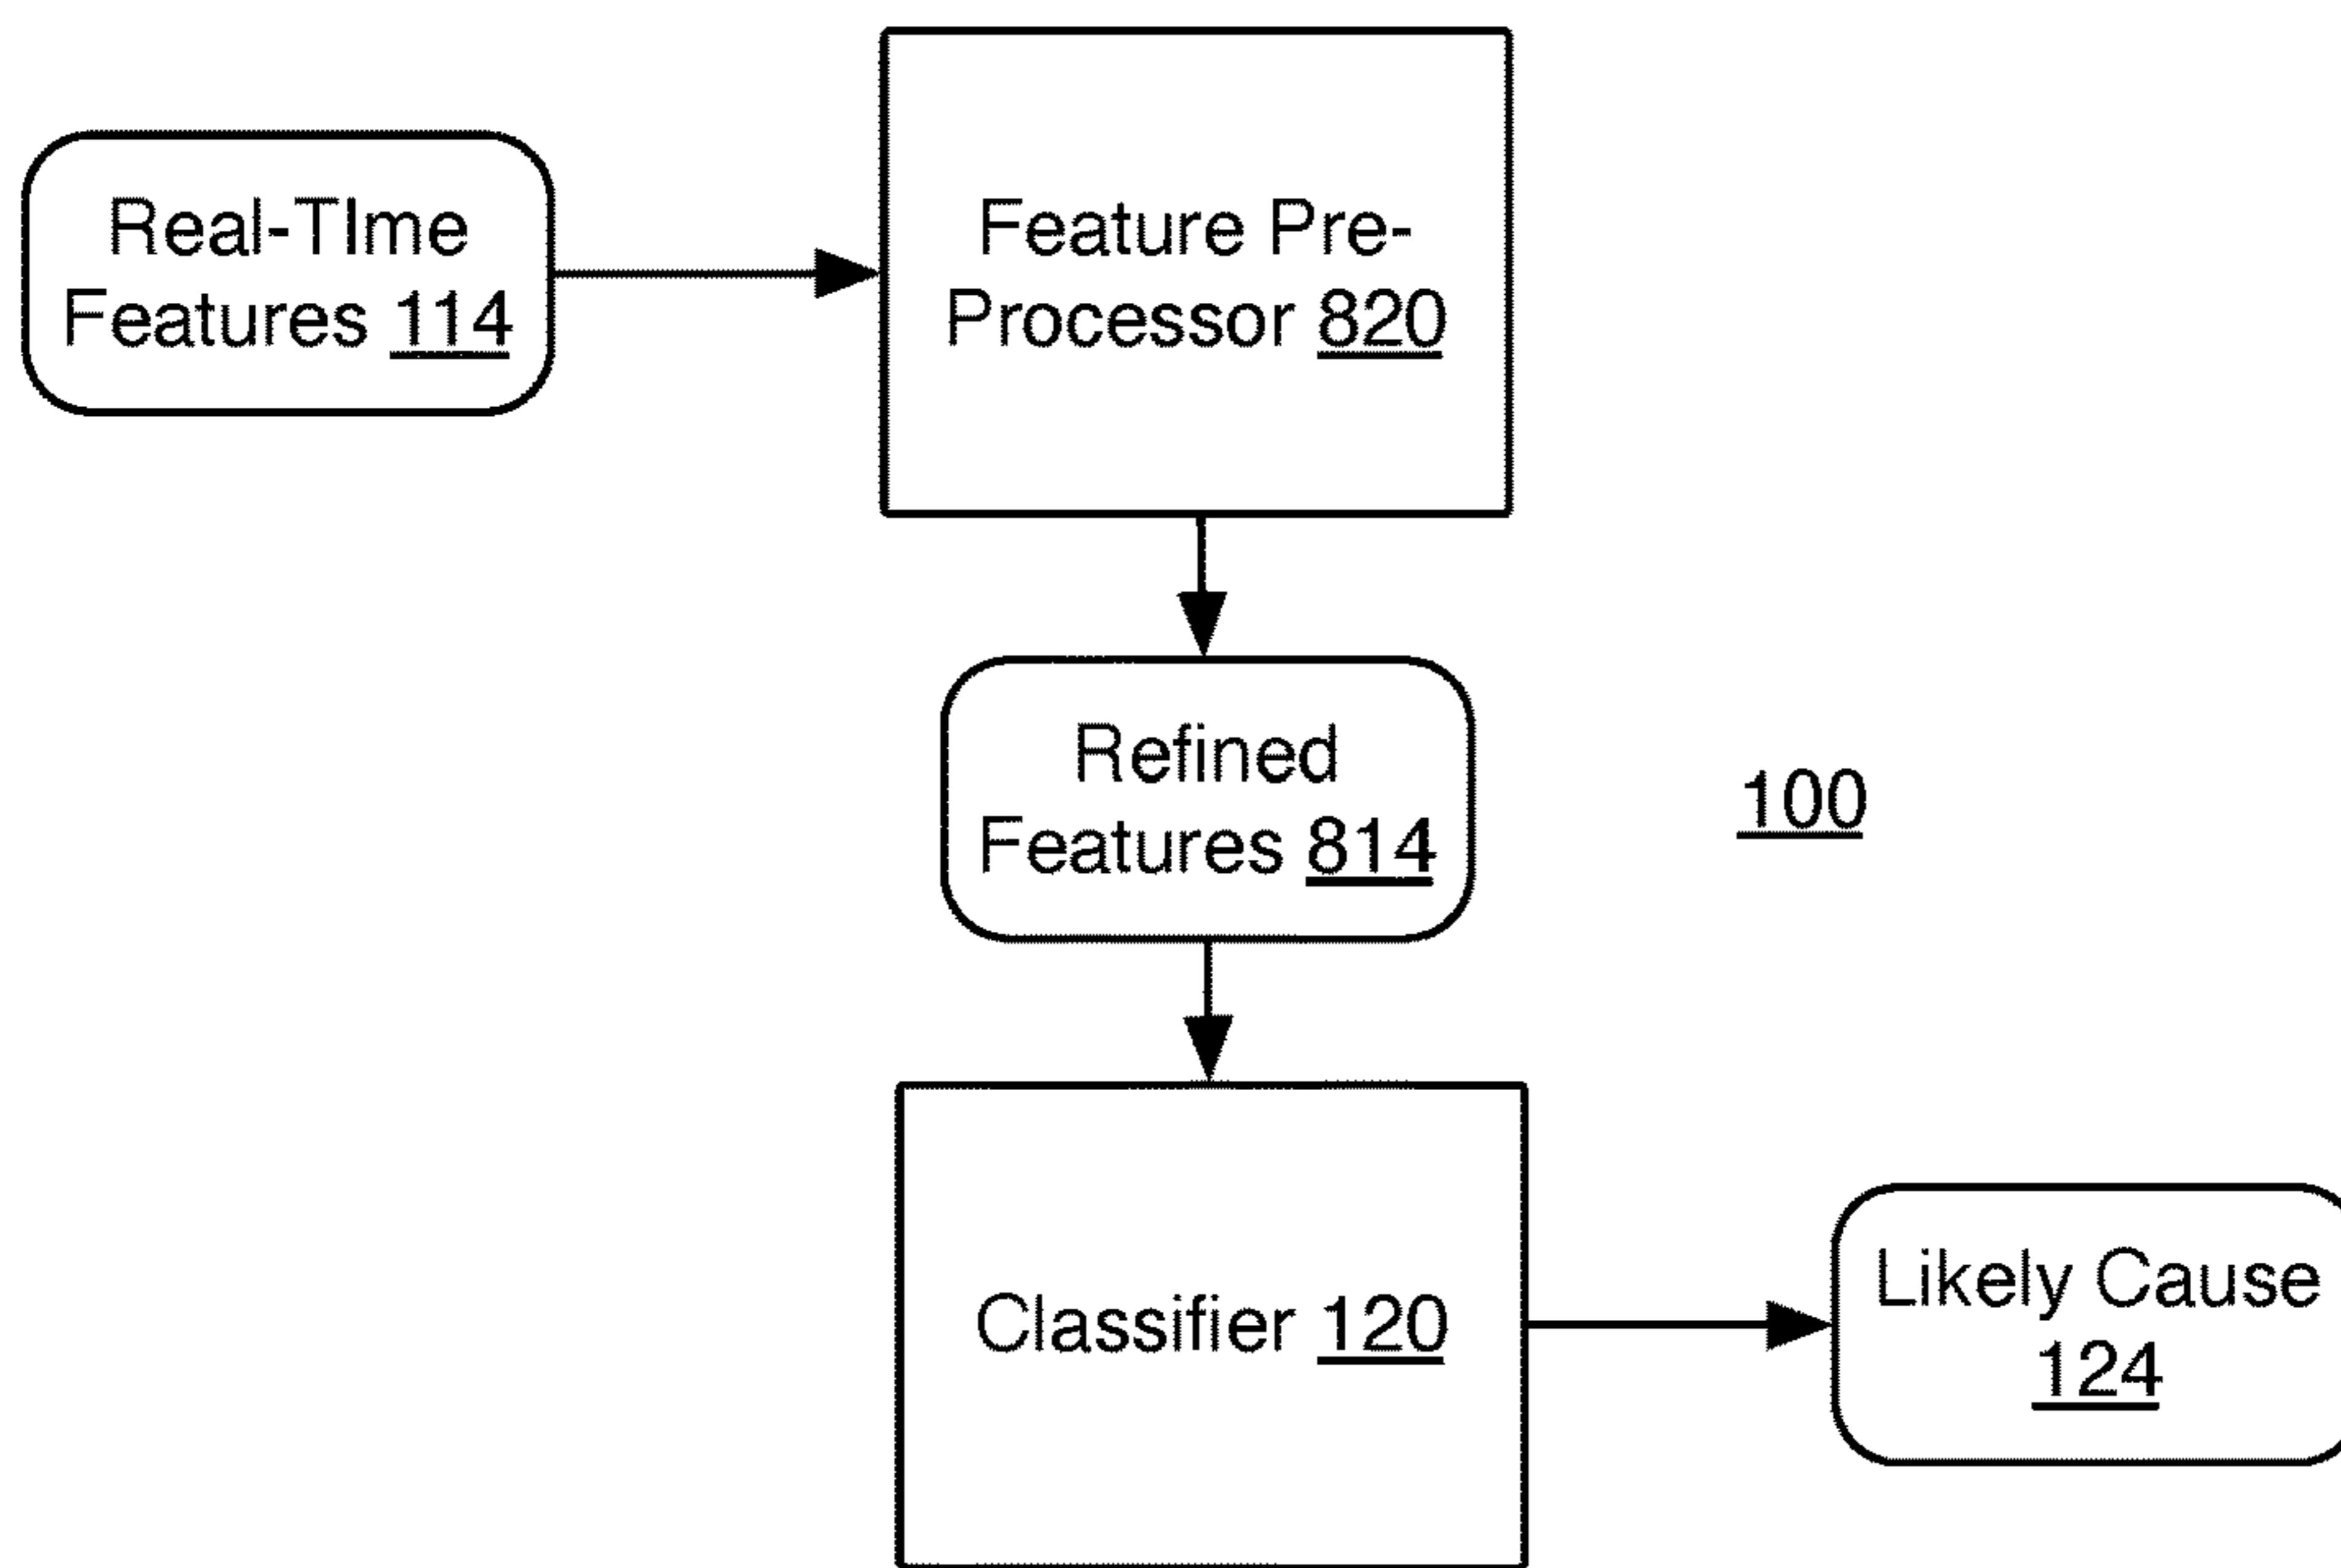 Real-TIme
Features 114
Feature Pre-
Processor 820
Refined
Features 814
100
Classifier 120
Likely Cause
124